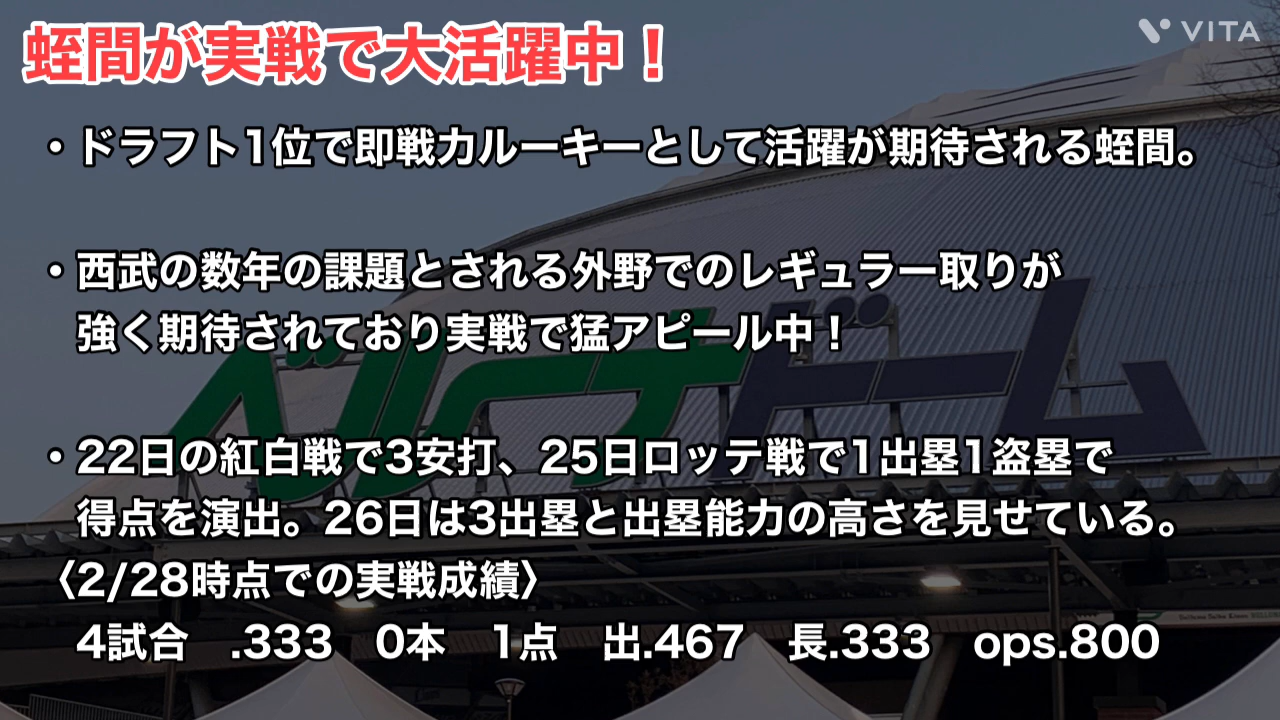 蛭間が実戦で大活躍中！
VITA
・ドラフト1位で即戦力ルーキーとして活躍が期待される蛭間。
・西武の数年の課題とされる外野でのレギュラー取りが
強く期待されており実戦で猛アピール中！
ベルーナドーム
・22日の紅白戦で3安打、25日ロッテ戦で1出塁1盗塁で
得点を演出。26日は3出塁と出塁能力の高さを見せている。
〈2/28時点での実戦成績〉
4試合 .333 0本 1点 出.467 長.333 ops.800